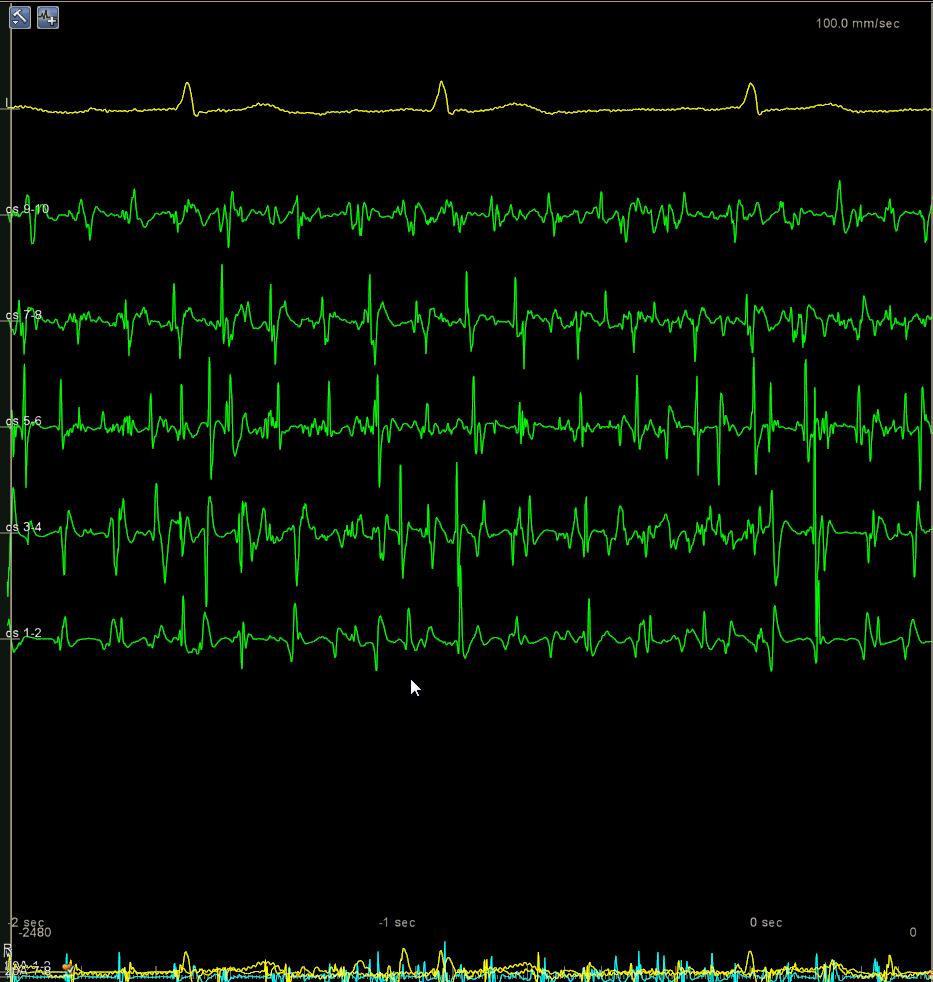 100.0 mm/sec
I
cs 9-10
cs 7-8
cs 5-6
cs 3-4
cs 1-2
-2 sec
-1 sec
0 sec
-2480
0